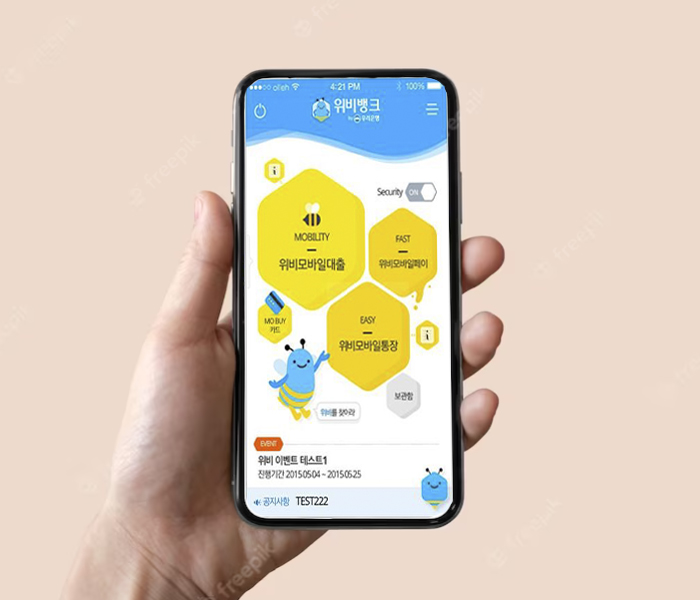 olleh 4:21 PM 100%
위비뱅크
by 우리은행
Security ON
MOBILITY
위비모바일대출
FAST
위비모바일페이
MO BUY
카드
EASY
위비모바일통장
보관함
위비를 찾아라
EVENT
위비 이벤트 테스트1
진행기간 2015.05.04 ~ 2015.05.25
공지사항 TEST222
freepik
freepik
freepik
freepik